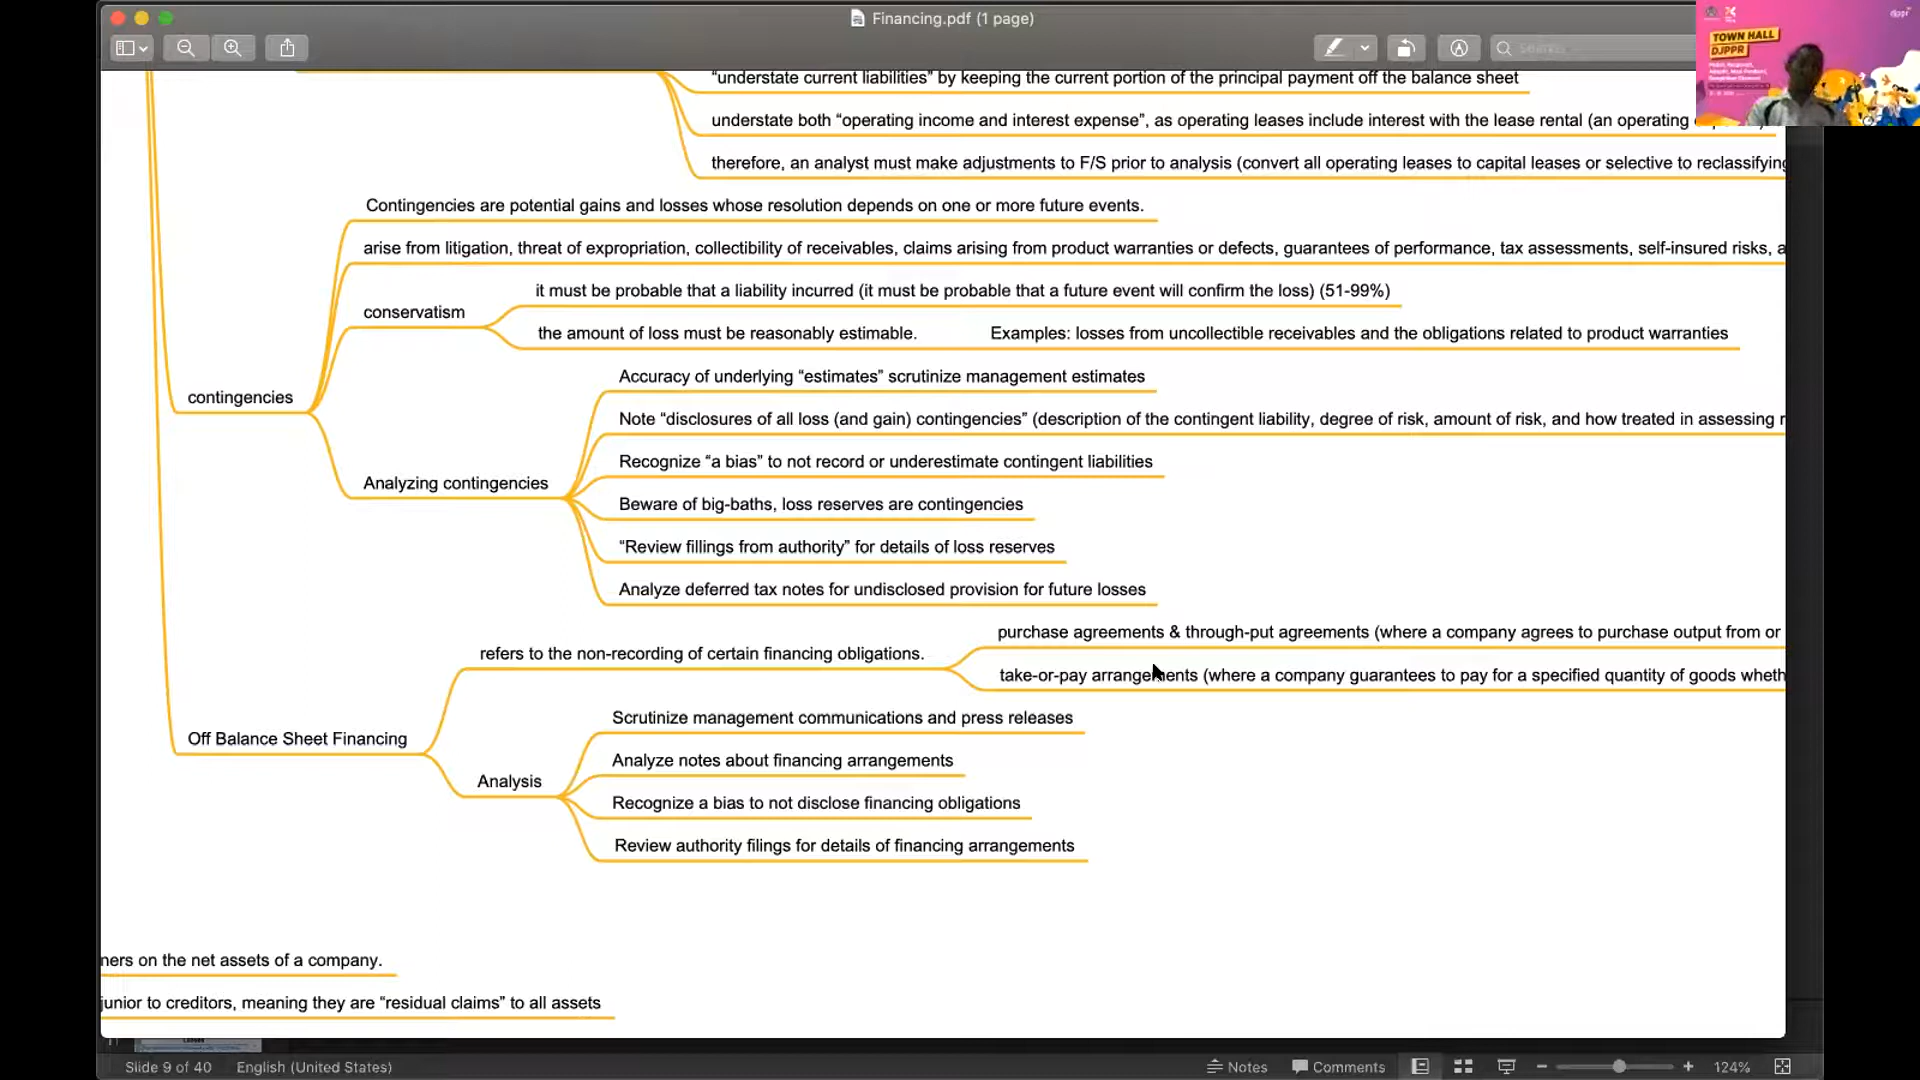 Financing.pdf (1 page)
Search
TOWN HALL
DJPPR
"understate current liabilities" by keeping the current portion of the principal payment off the balance sheet
understate both "operating income and interest expense", as operating leases include interest with the lease rental (an operating
therefore, an analyst must make adjustments to F/S prior to analysis (convert all operating leases to capital leases or selective to reclassifying
Contingencies are potential gains and losses whose resolution depends on one or more future events.
arise from litigation, threat of expropriation, collectibility of receivables, claims arising from product warranties or defects, guarantees of performance, tax assessments, self-insured risks, a
conservatism
it must be probable that a liability incurred (it must be probable that a future event will confirm the loss) (51-99%)
the amount of loss must be reasonably estimable.
Examples: losses from uncollectible receivables and the obligations related to product warranties
contingencies
Accuracy of underlying "estimates" scrutinize management estimates
Note "disclosures of all loss (and gain) contingencies" (description of the contingent liability, degree of risk, amount of risk, and how treated in assessing r
Recognize "a bias" to not record or underestimate contingent liabilities
Analyzing contingencies
Beware of big-baths, loss reserves are contingencies
"Review fillings from authority" for details of loss reserves
Analyze deferred tax notes for undisclosed provision for future losses
purchase agreements & through-put agreements (where a company agrees to purchase output from or
refers to the non-recording of certain financing obligations.
take-or-pay arrangements (where a company guarantees to pay for a specified quantity of goods wheth
Scrutinize management communications and press releases
Off Balance Sheet Financing
Analyze notes about financing arrangements
Analysis
Recognize a bias to not disclose financing obligations
Review authority filings for details of financing arrangements
ners on the net assets of a company.
junior to creditors, meaning they are "residual claims" to all assets
Slide 9 of 40
English (United States)
Notes
Comments
124%